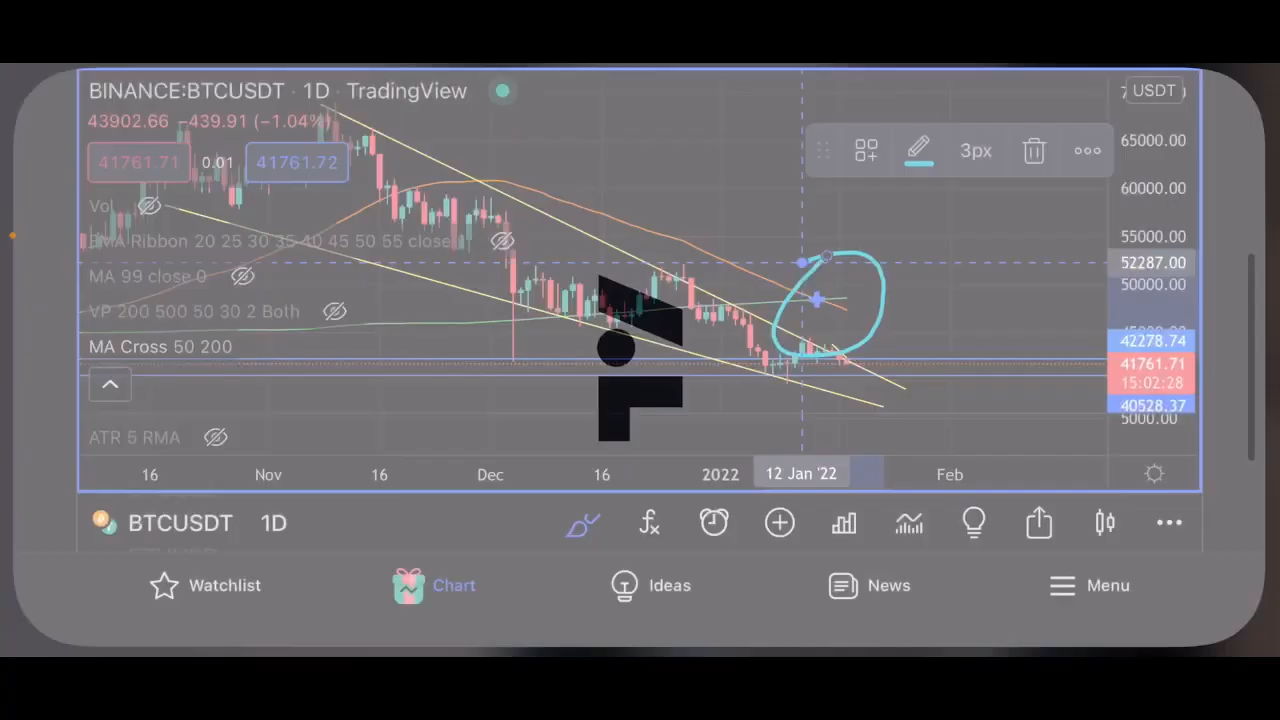 BINANCE:BTCUSDT · 1D · TradingView
USDT
43902.66 −439.91 (−1.04%)
65000.00
3px
41761.71 0.01 41761.72
60000.00
Vol
55000.00
EMA Ribbon 20 25 30 35 40 45 50 55 close
52287.00
MA 99 close 0
50000.00
VP 200 500 50 30 2 Both
42278.74
MA Cross 50 200
41761.71
15:02:28
40528.37
5000.00
ATR 5 RMA
16 Nov 16 Dec 16 2022 12 Jan '22 Feb
BTCUSDT 1D
Watchlist Chart Ideas News Menu